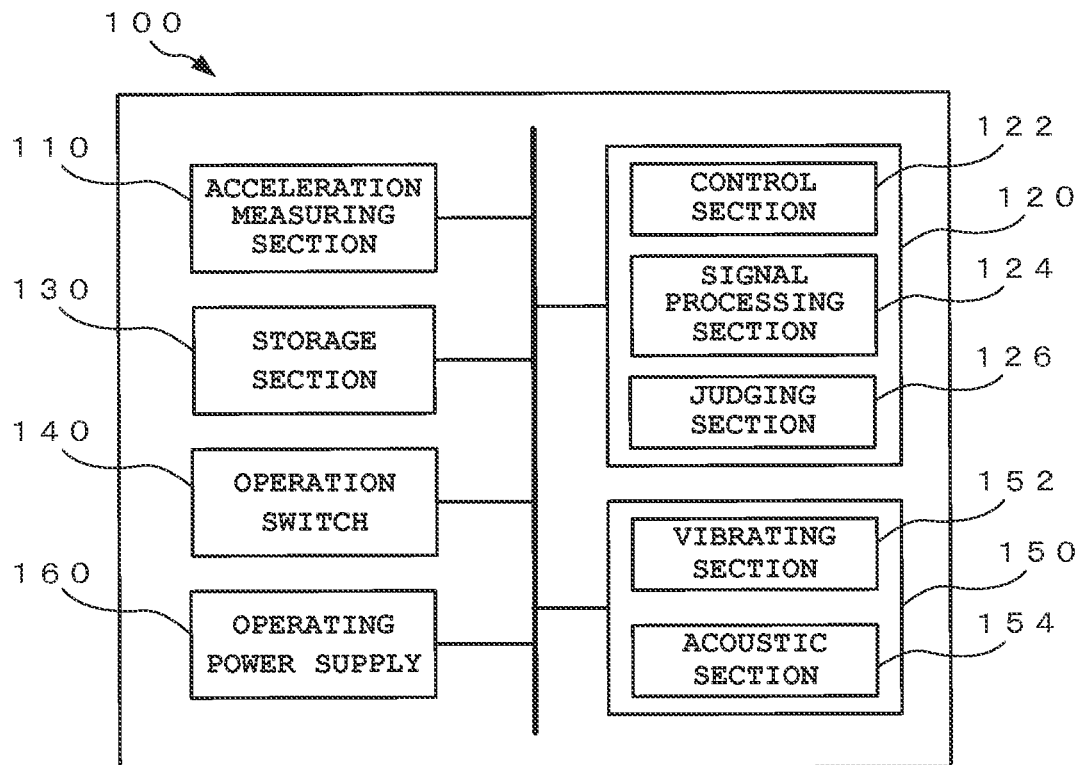 100
110
ACCELERATION
MEASURING
SECTION
130
STORAGE
SECTION
140
OPERATION
SWITCH
160
OPERATING
POWER SUPPLY
122
CONTROL
SECTION
120
SIGNAL
PROCESSING
SECTION
124
JUDGING
SECTION
126
152
VIBRATING
SECTION
150
ACOUSTIC
SECTION
154